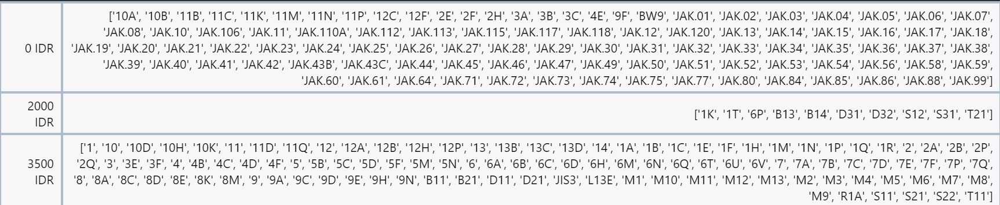 ['10A', '10B', '11B', '11C', '11K', '11M', '11N', '11P', '12C', '12F', '2E', '2F', '2H', '3A', '3B', '3C', '4E', '9F', 'BW9', 'JAK.01', 'JAK.02', 'JAK.03', 'JAK.04', 'JAK.05', 'JAK.06', 'JAK.07',
'JAK.08', 'JAK.10', 'JAK.106', 'JAK.11', 'JAK.110A', 'JAK.112', 'JAK.113', 'JAK.115', 'JAK.117', 'JAK.118', 'JAK.12', 'JAK.120', 'JAK.13', 'JAK.14', 'JAK.15', 'JAK.16', 'JAK.17', 'JAK.18',
0 IDR 'JAK.19', 'JAK.20', 'JAK.21', 'JAK.22', 'JAK.23', 'JAK.24', 'JAK.25', 'JAK.26', 'JAK.27', 'JAK.28', 'JAK.29', 'JAK.30', 'JAK.31', 'JAK.32', 'JAK.33', 'JAK.34', 'JAK.35', 'JAK.36', 'JAK.37', 'JAK.38',
'JAK.39', 'JAK.40', 'JAK.41', 'JAK.42', 'JAK.43B', 'JAK.43C', 'JAK.44', 'JAK.45', 'JAK.46', 'JAK.47', 'JAK.49', 'JAK.50', 'JAK.51', 'JAK.52', 'JAK.53', 'JAK.54', 'JAK.56', 'JAK.58', 'JAK.59',
'JAK.60', 'JAK.61', 'JAK.64', 'JAK.71', 'JAK.72', 'JAK.73', 'JAK.74', 'JAK.75', 'JAK.77', 'JAK.80', 'JAK.84', 'JAK.85', 'JAK.86', 'JAK.88', 'JAK.99']
2000
IDR
['1K', '1T', '6P', 'B13', 'B14', 'D31', 'D32', 'S12', 'S31', 'T21']
['1', '10', '10D', '10H', '10K', '11', '11D', '11Q', '12', '12A', '12B', '12H', '12P', '13', '13B', '13C', '13D', '14', '1A', '1B', '1C', '1E', '1F', '1H', '1M', '1N', '1P', '1Q', '1R', '2', '2A', '2B', '2P',
3500 '2Q', '3', '3E', '3F', '4', '4B', '4C', '4D', '4F', '5', '5B', '5C', '5D', '5F', '5M', '5N', '6', '6A', '6B', '6C', '6D', '6H', '6M', '6N', '6Q', '6T', '6U', '6V', '7', '7A', '7B', '7C', '7D', '7E', '7F', '7P', '7Q',
IDR '8', '8A', '8C', '8D', '8E', '8K', '8M', '9', '9A', '9C', '9D', '9E', '9H', '9N', 'B11', 'B21', 'D11', 'D21', 'JIS3', 'L13E', 'M1', 'M10', 'M11', 'M12', 'M13', 'M2', 'M3', 'M4', 'M5', 'M6', 'M7', 'M8',
'M9', 'R1A', 'S11', 'S21', 'S22', 'T11']